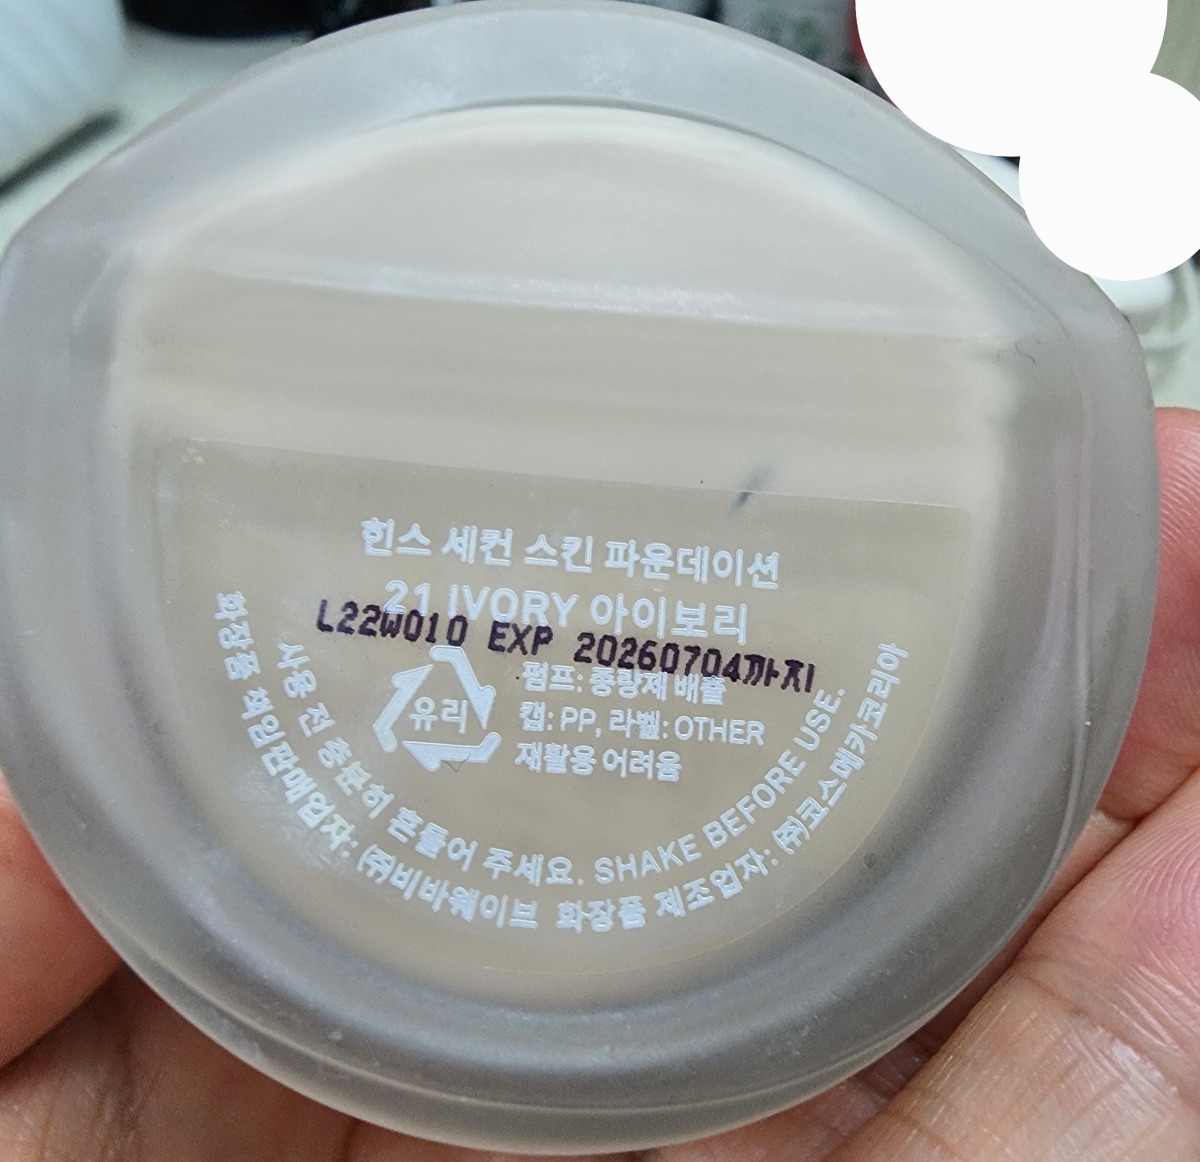 힌스 세컨 스킨 파운데이션
21 IVORY 아이보리
L22W010 EXP 20260704까지
유리
펌프: 종량제 배출
캡: PP, 라벨: OTHER
재활용 어려움
사용 전 충분히 흔들어 주세요. SHAKE BEFORE USE.
화장품 책임판매업자: ㈜비바웨이브 화장품 제조업자: ㈜코스메카코리아